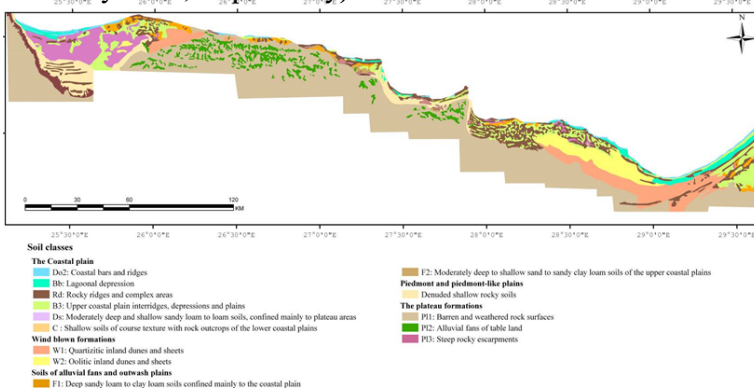 25°30'0"E 26°0'0"E 26°30'0"E 27°0'0"E 27°30'0"E 28°0'0"E 28°30'0"E 29°0'0"E 29°30'0"E
N
0 30 60 120
KM
25°30'0"E 26°0'0"E 26°30'0"E 27°0'0"E 27°30'0"E 28°0'0"E 28°30'0"E 29°0'0"E
Soil classes
The Coastal plain
Do2: Coastal bars and ridges
Bb: Lagoonal depression
Rd: Rocky ridges and complex areas
B3: Upper coastal plain interridges, depressions and plains
Ds: Moderately deep and shallow sandy loam to loam soils, confined mainly to plateau areas
C : Shallow soils of course texture with rock outcrops of the lower coastal plains
Wind blown formations
W1: Quartizitic inland dunes and sheets
W2: Oolitic inland dunes and sheets
Soils of alluvial fans and outwash plains
F1: Deep sandy loam to clay loam soils confined mainly to the coastal plain
F2: Moderately deep to shallow sand to sandy clay loam soils of the upper coastal plains
Piedmont and piedmont-like plains
Denuded shallow rocky soils
The plateau formations
Pl1: Barren and weathered rock surfaces
Pl2: Alluvial fans of table land
Pl3: Steep rocky escarpments